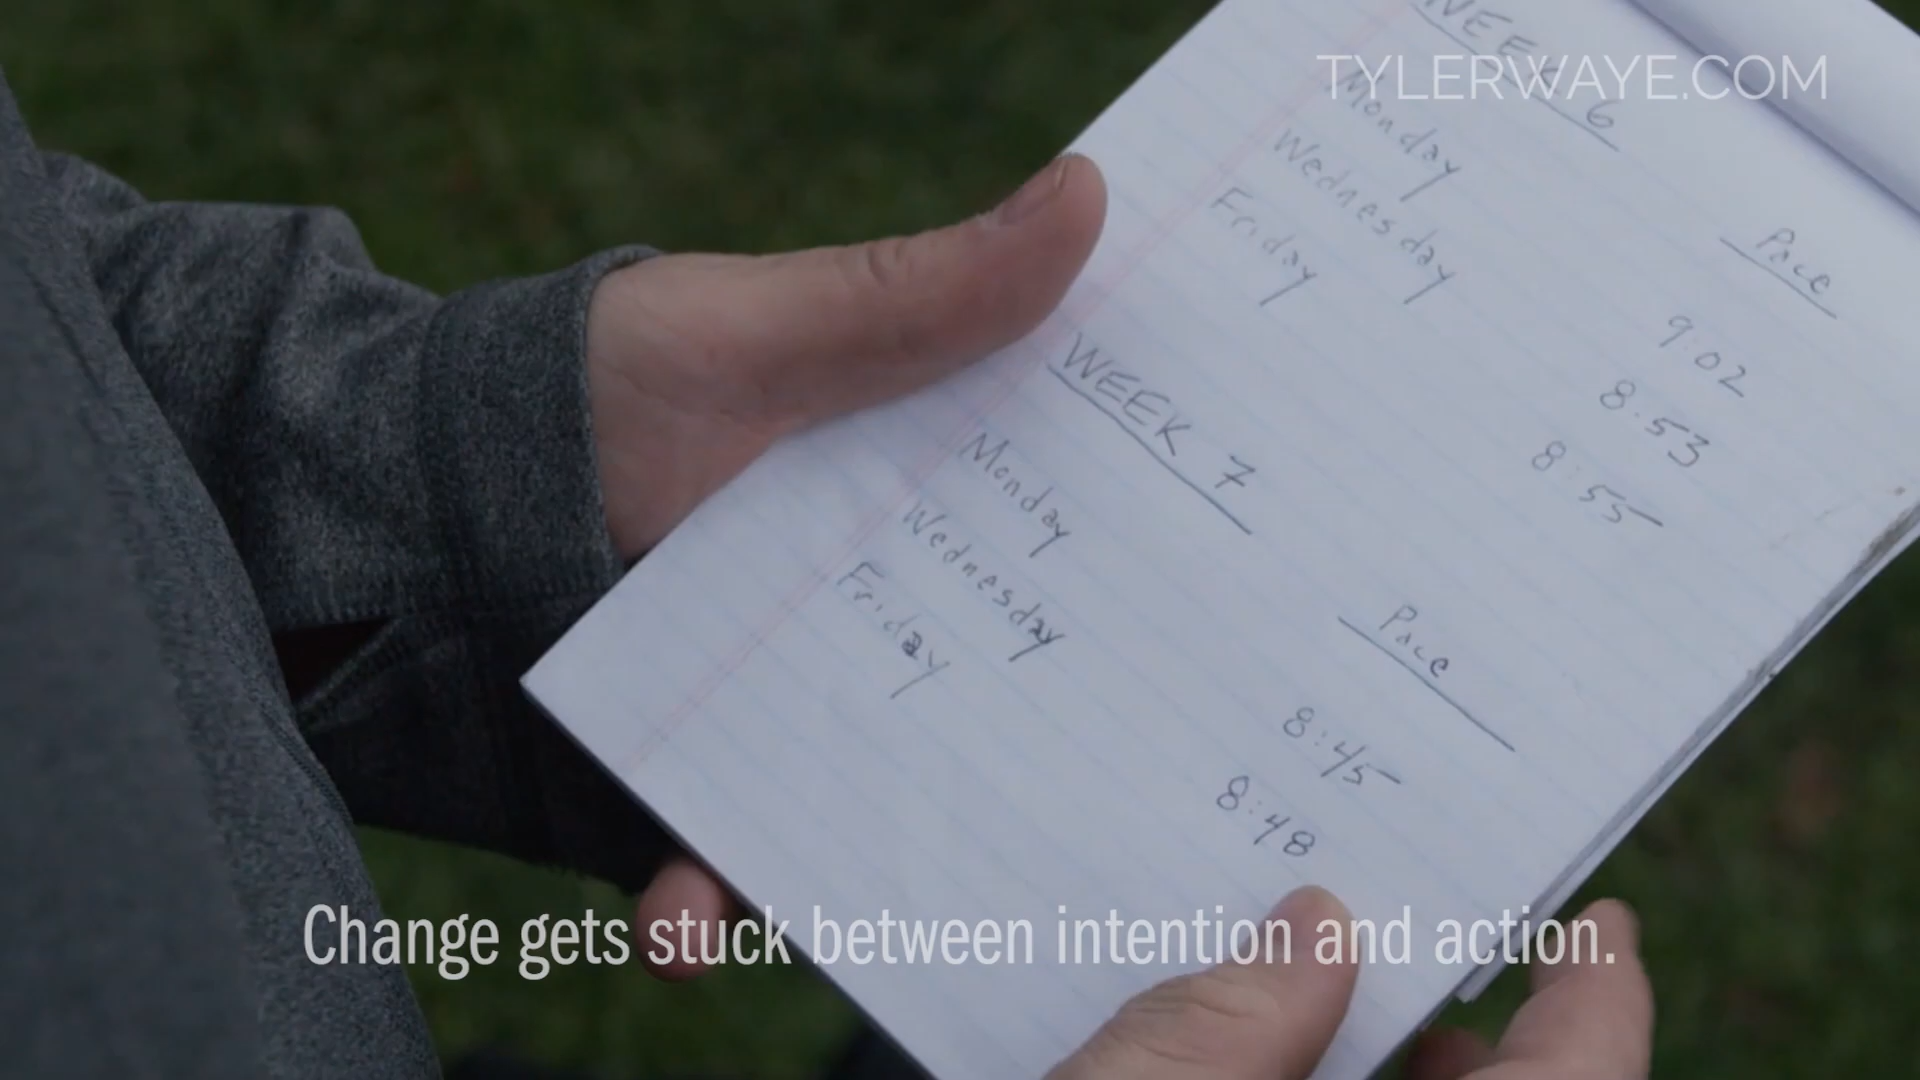 TYLERWAYE.COM
WEEK 6
Pace
Monday 9:02
Wednesday 8:53
Friday 8:55
WEEK 7
Pace
Monday 8:45
Wednesday 8:48
Friday
Change gets stuck between intention and action.